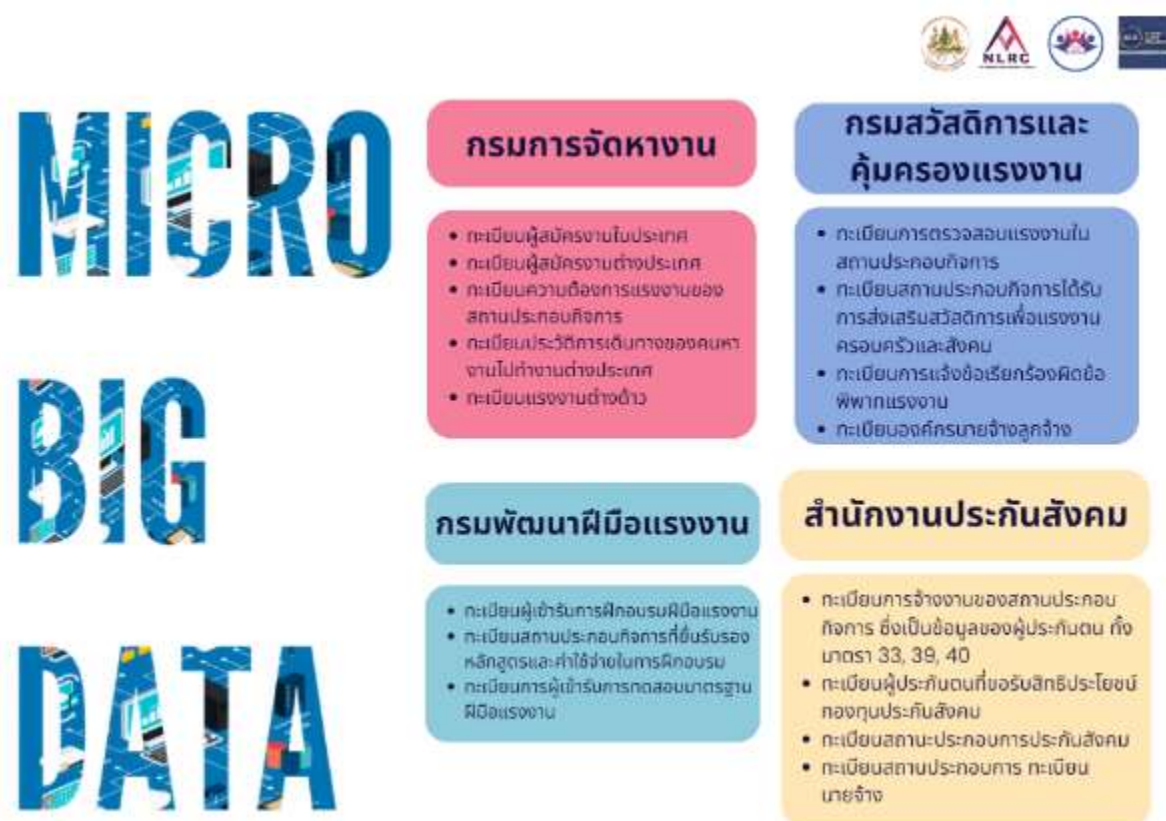 NLRC
MICRO
BIG
DATA
กรมการจัดหางาน
• ทะเบียนผู้สมัครงานในประเทศ
• ทะเบียนผู้สมัครงานต่างประเทศ
• ทะเบียนความต้องการแรงงานของ
สถานประกอบกิจการ
• ทะเบียนประวัติการเดินทางของคนหา
งานไปทำงานต่างประเทศ
• ทะเบียนแรงงานต่างด้าว
กรมสวัสดิการและ
คุ้มครองแรงงาน
• ทะเบียนการตรวจสอบแรงงานใน
สถานประกอบกิจการ
• ทะเบียนสถานประกอบกิจการได้รับ
การส่งเสริมสวัสดิการเพื่อแรงงาน
ครอบครัวและสังคม
• ทะเบียนการแจ้งข้อเรียกร้องผิดข้อ
พิพาทแรงงาน
• ทะเบียนองค์กรนายจ้างลูกจ้าง
กรมพัฒนาฝีมือแรงงาน
• ทะเบียนผู้เข้ารับการฝึกอบรมฝีมือแรงงาน
• ทะเบียนสถานประกอบกิจการที่ยื่นรับรอง
หลักสูตรและค่าใช้จ่ายในการฝึกอบรม
• ทะเบียนการผู้เข้ารับการทดสอบมาตรฐาน
ฝีมือแรงงาน
สำนักงานประกันสังคม
• ทะเบียนการจ้างงานของสถานประกอบ
กิจการ ซึ่งเป็นข้อมูลของผู้ประกันตน ทั้ง
มาตรา 33, 39, 40
• ทะเบียนผู้ประกันตนที่ขอรับสิทธิประโยชน์
กองทุนประกันสังคม
• ทะเบียนสถานะประกอบการประกันสังคม
• ทะเบียนสถานประกอบการ ทะเบียน
นายจ้าง